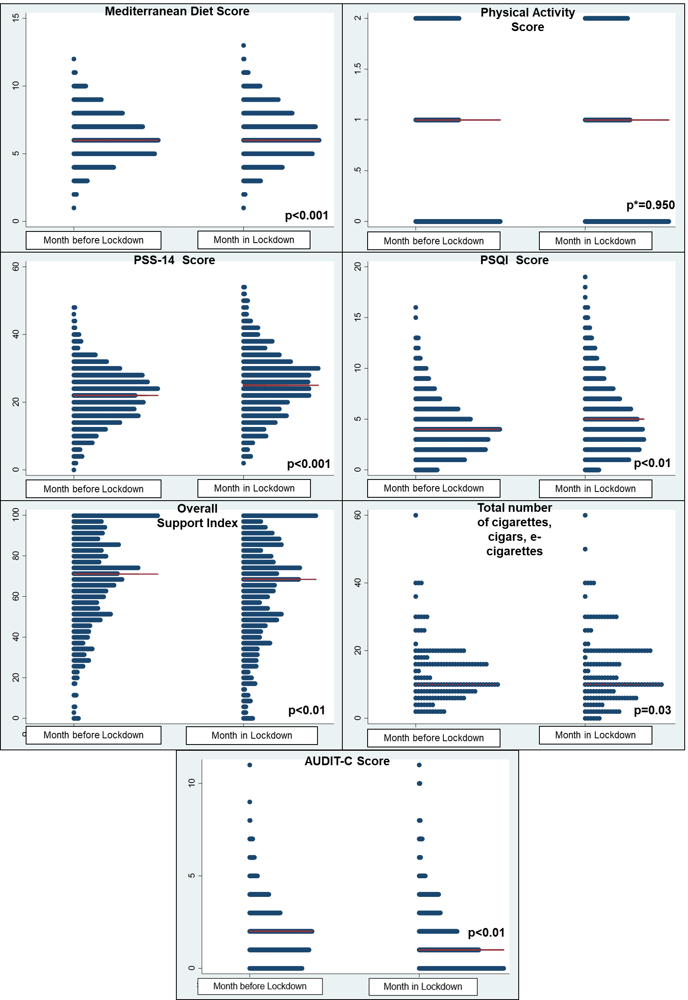 Mediterranean Diet Score
15
10
5
0
p<0.001
Month before Lockdown
Month in Lockdown
Physical Activity
Score
2
1.5
1
.5
0
p*=0.950
Month before Lockdown
Month in Lockdown
PSS-14 Score
60
40
20
0
p<0.001
Month before Lockdown
Month in Lockdown
PSQI Score
20
15
10
5
0
p<0.01
Month before Lockdown
Month in Lockdown
Overall
Support Index
100
80
60
40
20
0
p<0.01
Month before Lockdown
Month in Lockdown
Total number
of cigarettes,
cigars, e-
cigarettes
60
40
20
0
p=0.03
Month before Lockdown
Month in Lockdown
AUDIT-C Score
10
5
0
p<0.01
Month before Lockdown
Month in Lockdown